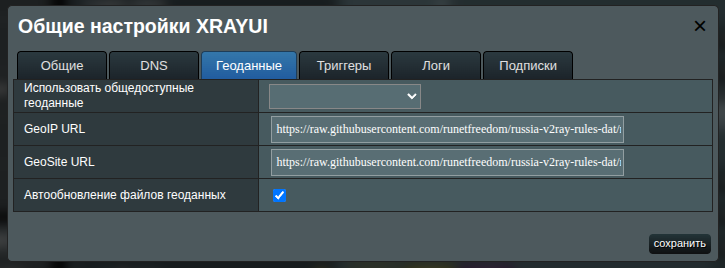 Общие настройки XRAYUI
Общие DNS Геоданные Триггеры Логи Подписки
Использовать общедоступные
геоданные
GeoIP URL https://raw.githubusercontent.com/runetfreedom/russia-v2ray-rules-dat/
GeoSite URL https://raw.githubusercontent.com/runetfreedom/russia-v2ray-rules-dat/
Автообновление файлов геоданных
сохранить